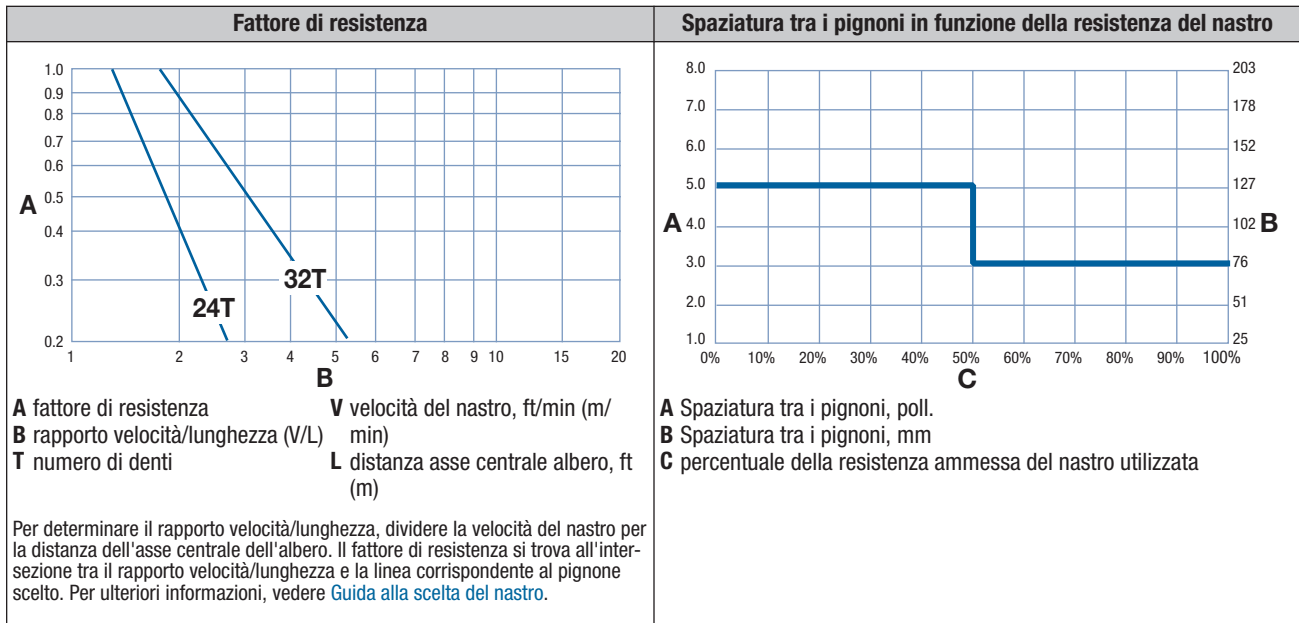 Fattore di resistenza
1.0
0.9
0.8
0.7
0.6
0.5
0.4
0.3
0.2
A
24T
32T
1 2 3 4 5 6 7 8 9 10 15 20
B
A fattore di resistenza
B rapporto velocità/lunghezza (V/L)
T numero di denti
V velocità del nastro, ft/min (m/
min)
L distanza asse centrale albero, ft
(m)
Per determinare il rapporto velocità/lunghezza, dividere la velocità del nastro per
la distanza dell'asse centrale dell'albero. Il fattore di resistenza si trova all'inter-
sezione tra il rapporto velocità/lunghezza e la linea corrispondente al pignone
scelto. Per ulteriori informazioni, vedere Guida alla scelta del nastro.
Spaziatura tra i pignoni in funzione della resistenza del nastro
8.0
7.0
6.0
5.0
4.0
3.0
2.0
1.0
A
203
178
152
127
102
76
51
25
B
0% 10% 20% 30% 40% 50% 60% 70% 80% 90% 100%
C
A Spaziatura tra i pignoni, poll.
B Spaziatura tra i pignoni, mm
C percentuale della resistenza ammessa del nastro utilizzata